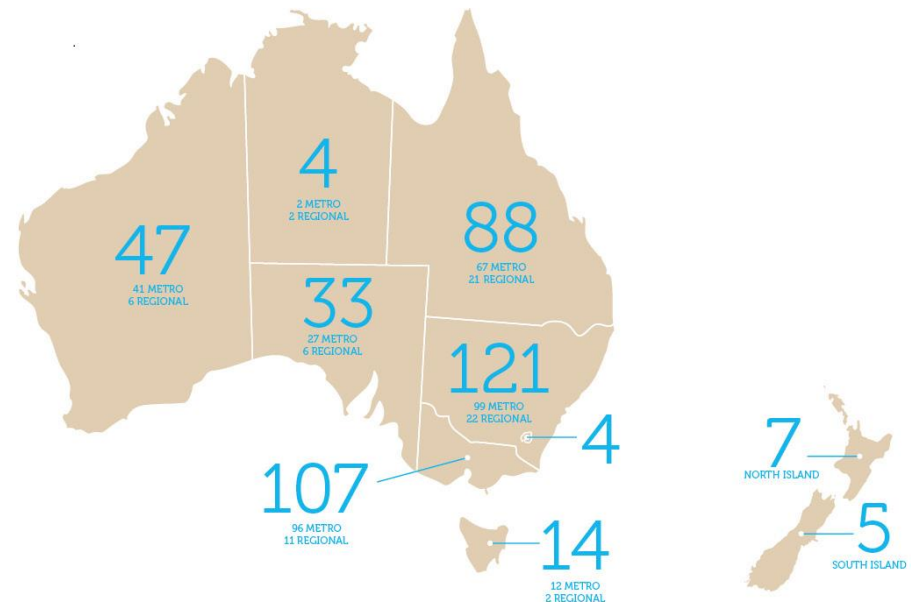 4
2 METRO
2 REGIONAL
88
67 METRO
21 REGIONAL
47
41 METRO
6 REGIONAL
33
27 METRO
6 REGIONAL
121
99 METRO
22 REGIONAL
4
7
NORTH ISLAND
107
96 METRO
11 REGIONAL
5
SOUTH ISLAND
14
12 METRO
2 REGIONAL